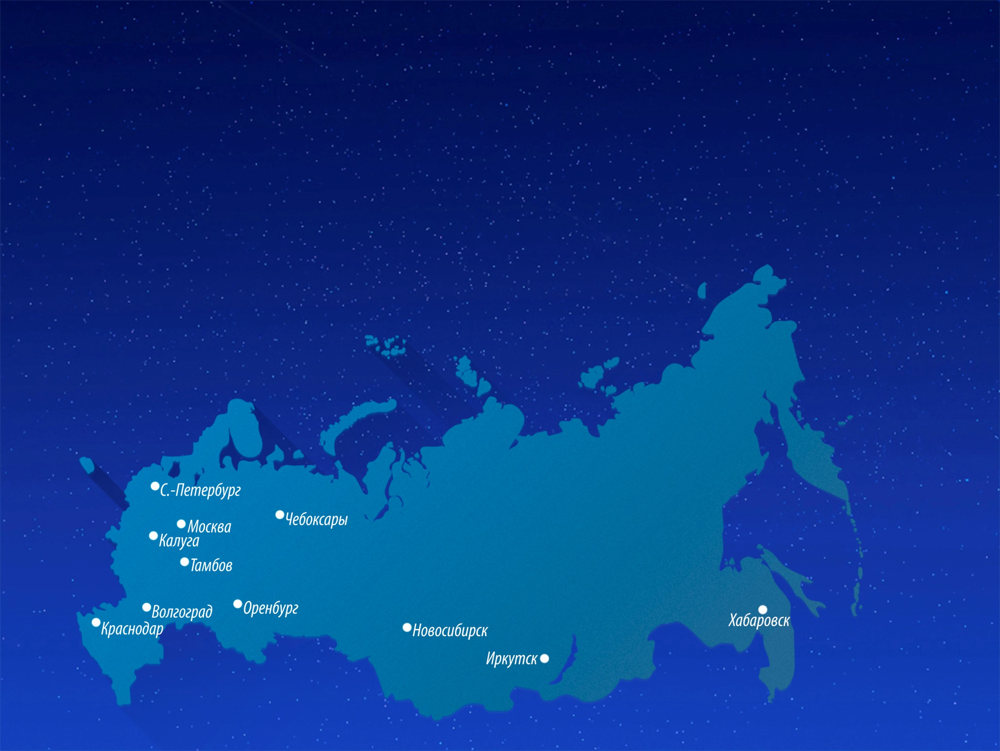 С.-Петербург
Чебоксары
Москва
Калуга
Тамбов
Оренбург
Волгоград
Хабаровск
Краснодар
Новосибирск
Иркутск